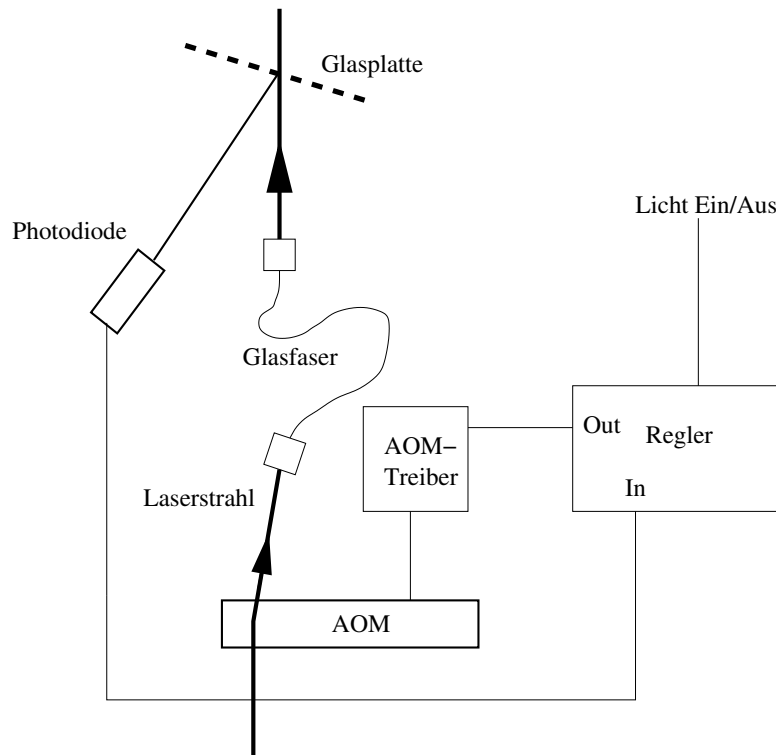 Glasplatte
Licht Ein/Aus
Photodiode
Glasfaser
Out
Regler
AOM–
Treiber
In
Laserstrahl
AOM